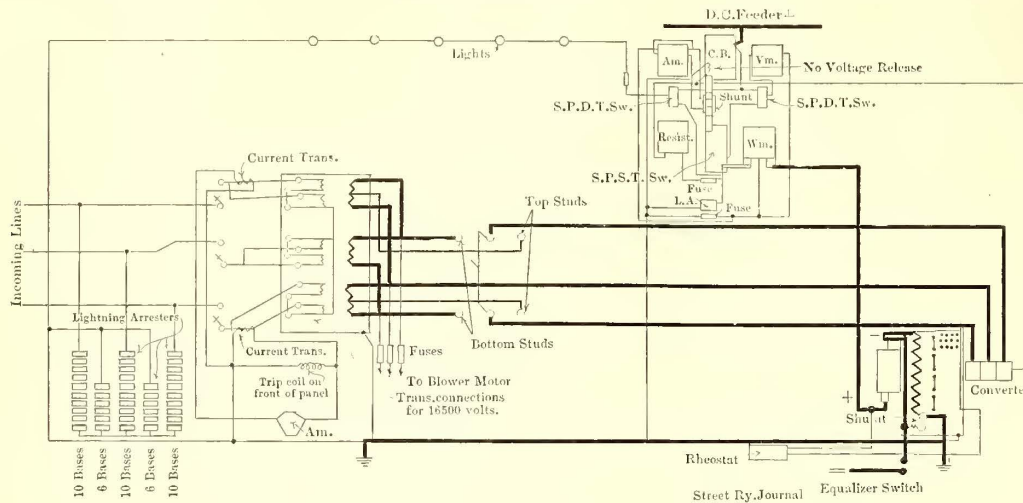 D.C.Feeder
Lights
Am.
C.B.
Vm.
No Voltage Release
S.P.D.T.Sw.
Shunt
S.P.D.T.Sw.
Resist.
Wm.
S.P.S.T. Sw.
Fuse
L.A.
Fuse
Current Trans.
Top Studs
Incoming Lines
Lightning Arresters
Current Trans.
Fuses
Bottom Studs
Trip coil on
front of panel
To Blower Motor
Trans.connections
for 16500 volts.
Am.
10 Bases
6 Bases
10 Bases
6 Bases
10 Bases
−
+
Converte
Shunt
Rheostat
Equalizer Switch
Street Ry.Journal